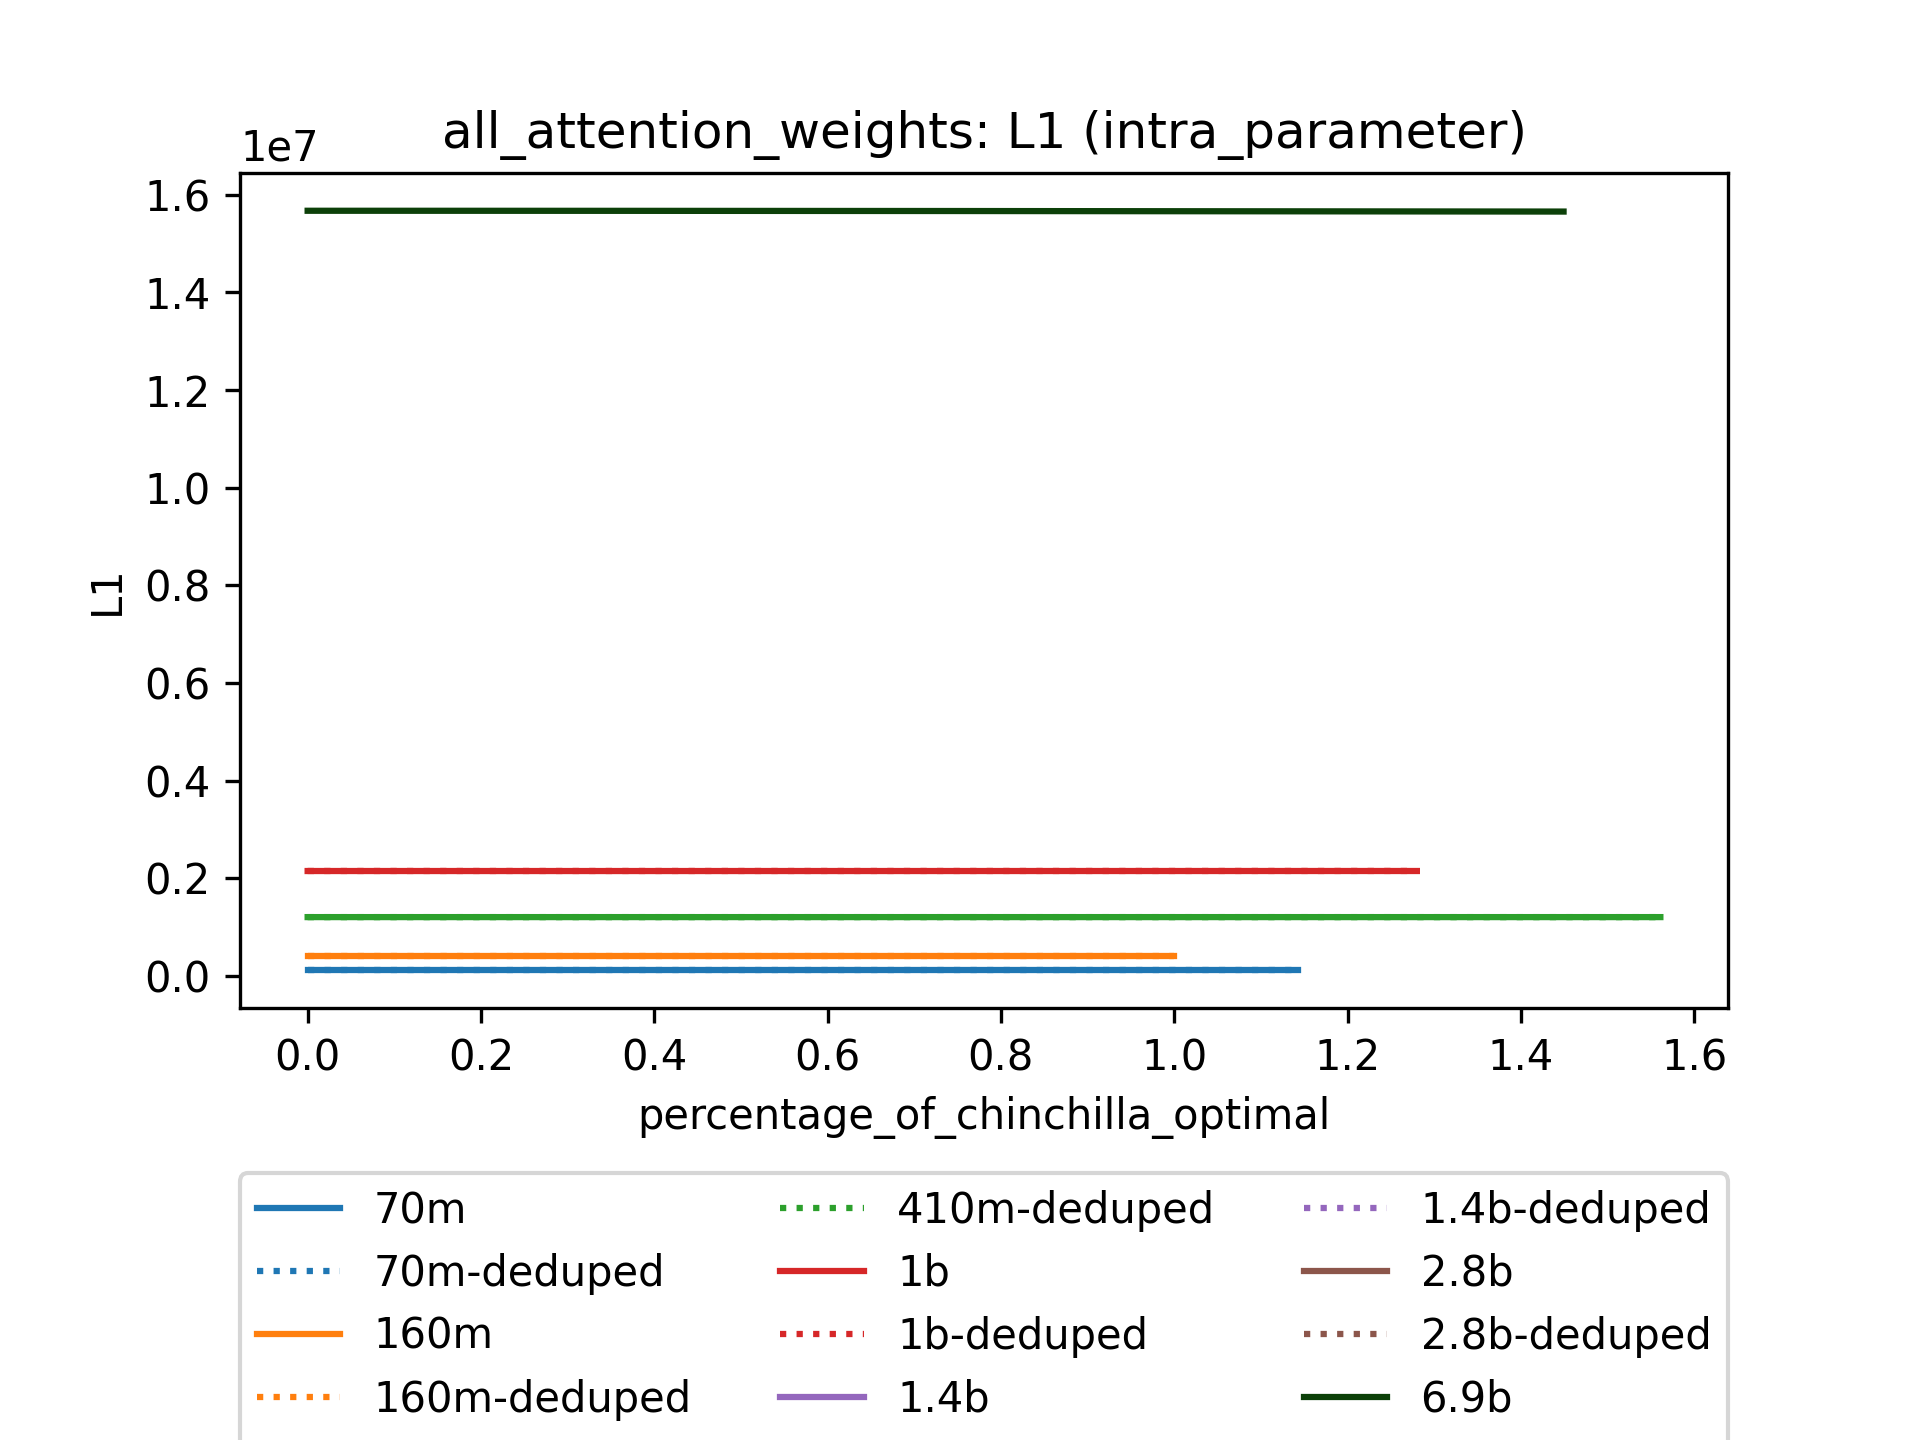 all_attention_weights: L1 (intra_parameter)
1e7
1.6
1.4
1.2
1.0
0.8
0.6
0.4
0.2
0.0
L1
0.0 0.2 0.4 0.6 0.8 1.0 1.2 1.4 1.6
percentage_of_chinchilla_optimal
70m
70m-deduped
160m
160m-deduped
410m-deduped
1b
1b-deduped
1.4b
1.4b-deduped
2.8b
2.8b-deduped
6.9b